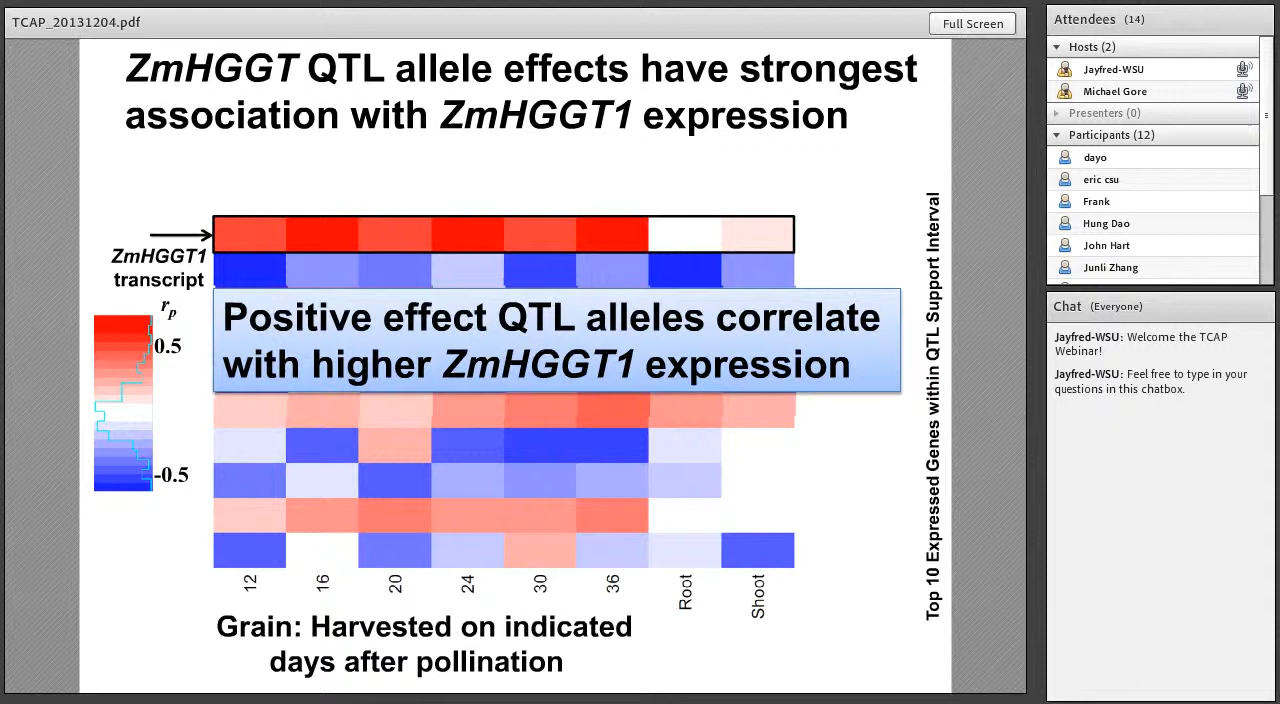 TCAP_20131204.pdf
Full Screen
ZmHGGT QTL allele effects have strongest
association with ZmHGGT1 expression
ZmHGGT1
transcript
rp
0.5
-0.5
Positive effect QTL alleles correlate
with higher ZmHGGT1 expression
12
16
20
24
30
36
Root
Shoot
Grain: Harvested on indicated
days after pollination
Top 10 Expressed Genes within QTL Support Interval
Attendees (14)
Hosts (2)
Jayfred-WSU
Michael Gore
Presenters (0)
Participants (12)
dayo
eric csu
Frank
Hung Dao
John Hart
Junli Zhang
Chat (Everyone)
Jayfred-WSU: Welcome the TCAP
Webinar!
Jayfred-WSU: Feel free to type in your
questions in this chatbox.